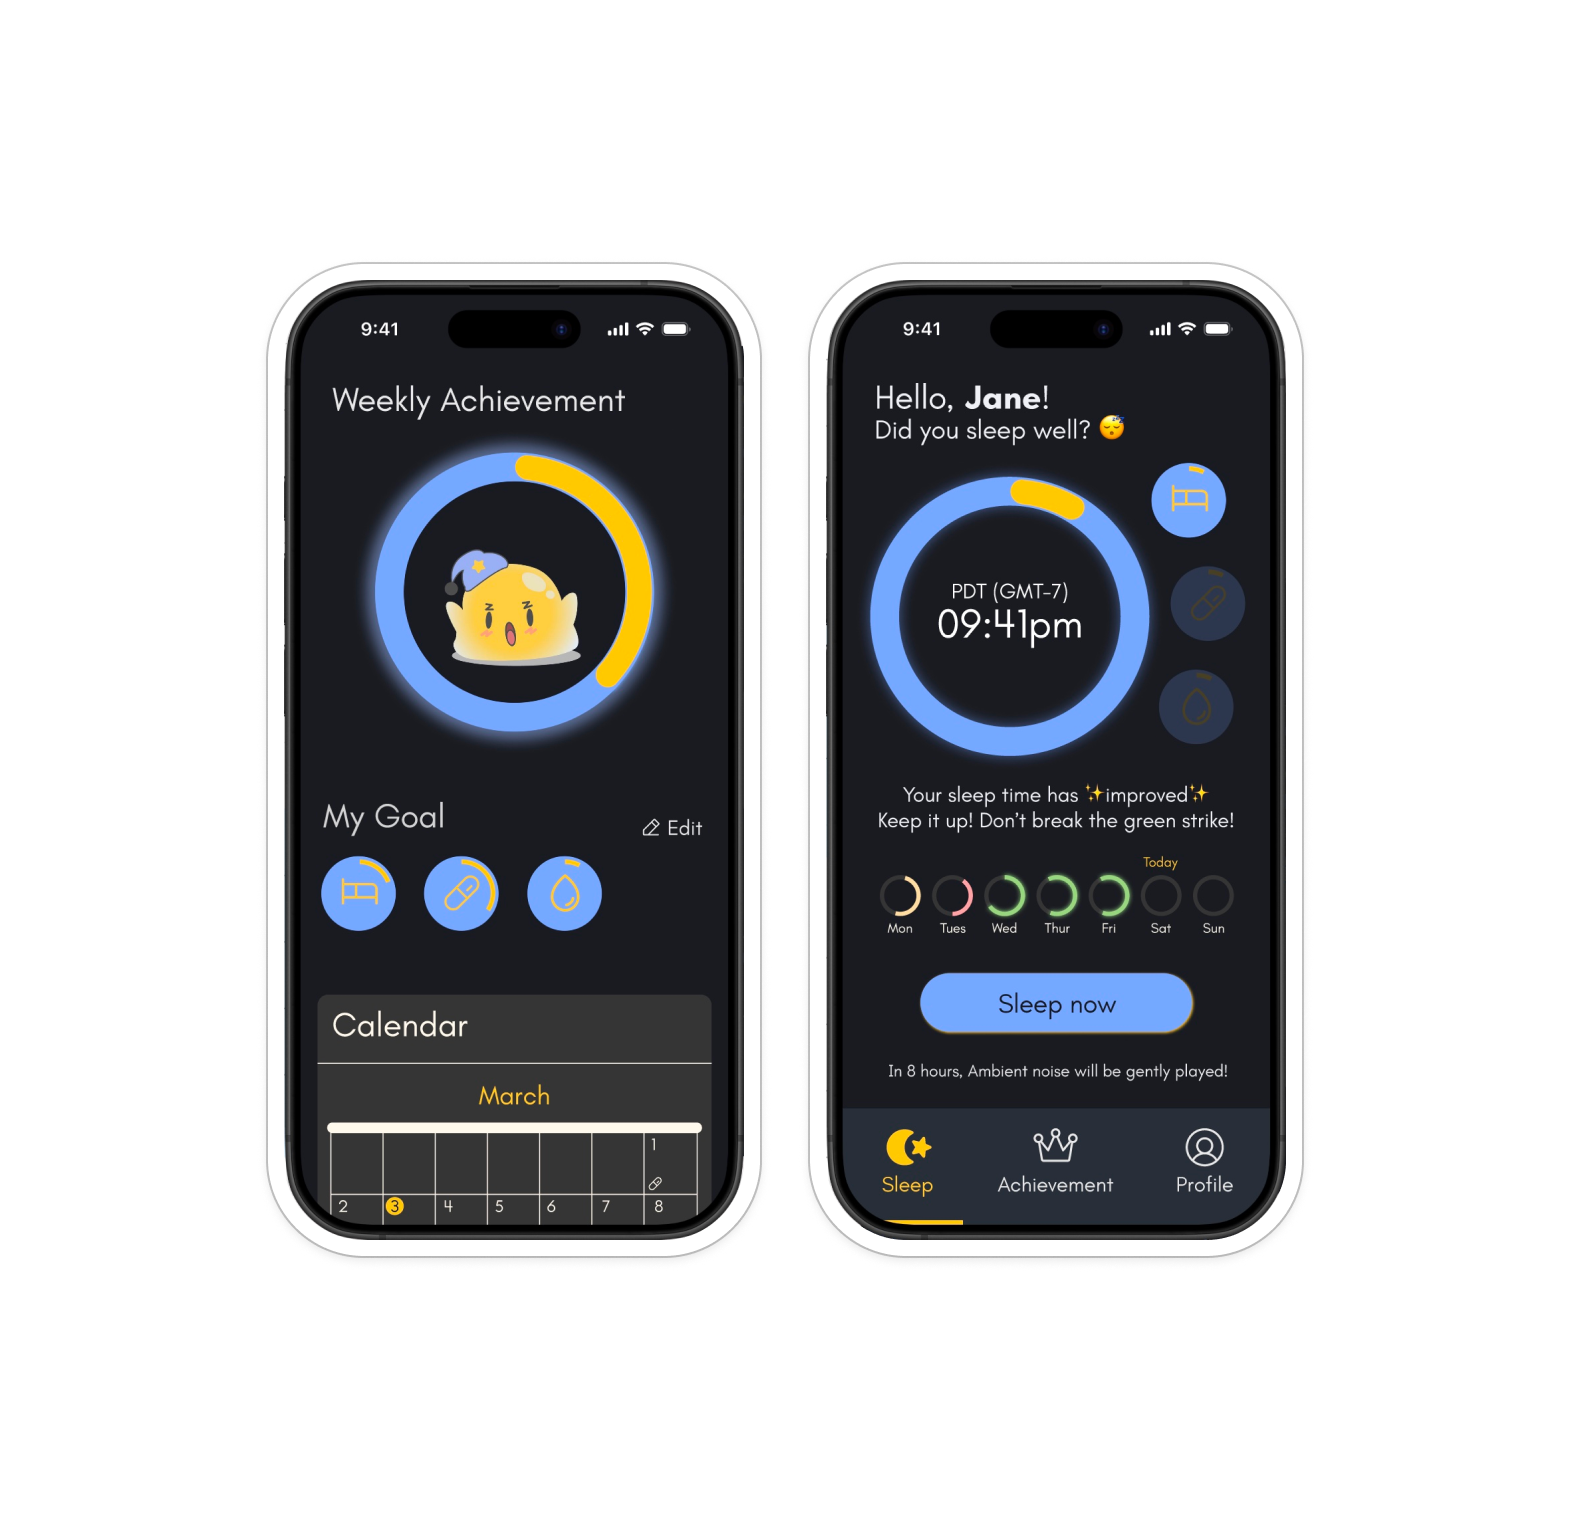 9:41
Weekly Achievement
My Goal
Edit
Calendar
March
1
2 3 4 5 6 7 8
9:41
Hello, Jane!
Did you sleep well? 😴
PDT (GMT-7)
09:41pm
Your sleep time has ✨improved✨
Keep it up! Don't break the green strike!
Today
Mon Tues Wed Thur Fri Sat Sun
Sleep now
In 8 hours, Ambient noise will be gently played!
Sleep Achievement Profile